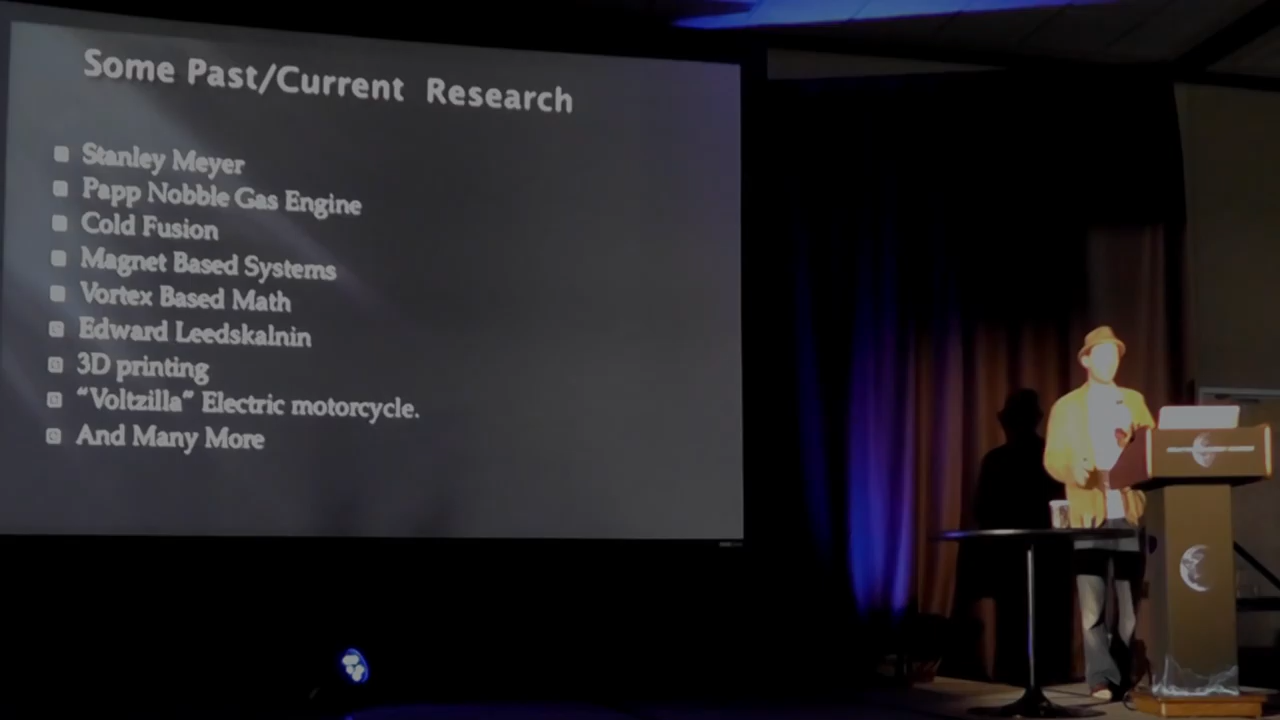 Some Past/Current Research
Stanley Meyer
Papp Nobble Gas Engine
Cold Fusion
Magnet Based Systems
Vortex Based Math
Edward Leedskalnin
3D printing
“Voltzilla” Electric motorcycle.
And Many More